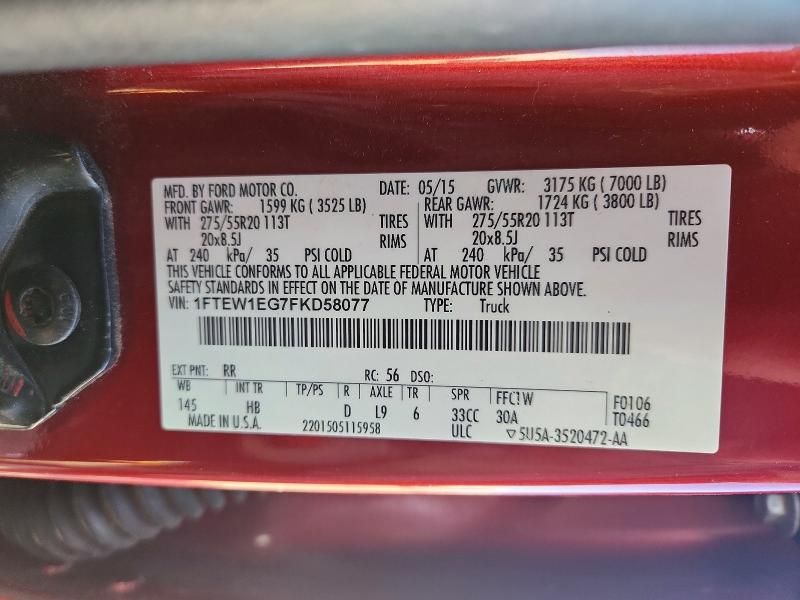 MFD. BY FORD MOTOR CO. DATE: 05/15 GVWR: 3175 KG ( 7000 LB)
FRONT GAWR: 1599 KG ( 3525 LB) REAR GAWR: 1724 KG ( 3800 LB)
WITH 275/55R20 113T TIRES WITH 275/55R20 113T TIRES
20x8.5J RIMS 20x8.5J RIMS
AT 240 kPa/ 35 PSI COLD AT 240 kPa/ 35 PSI COLD
THIS VEHICLE CONFORMS TO ALL APPLICABLE FEDERAL MOTOR VEHICLE
SAFETY STANDARDS IN EFFECT ON THE DATE OF MANUFACTURE SHOWN ABOVE.
VIN: 1FTEW1EG7FKD58077 TYPE: Truck
EXT PNT: RR RC: 56 DSO:
WB INT TR TP/PS R AXLE TR SPR FFC1W F0106
145 HB D L9 6 33CC 30A T0466
MADE IN U.S.A. 2201505115958 ULC ▽5U5A-3520472-AA